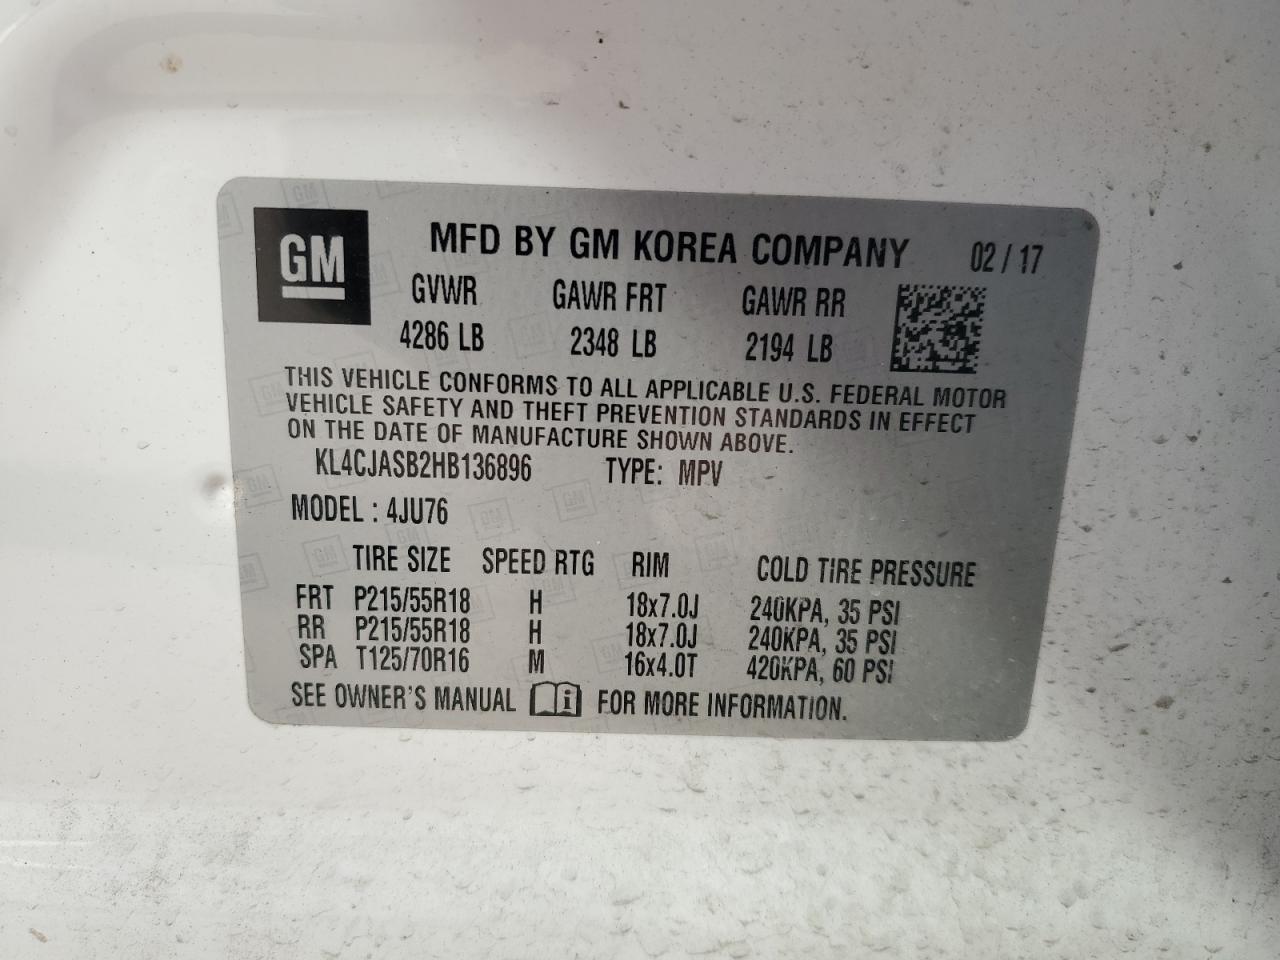 GM
MFD BY GM KOREA COMPANY 02 / 17
GVWR GAWR FRT GAWR RR
4286 LB 2348 LB 2194 LB
THIS VEHICLE CONFORMS TO ALL APPLICABLE U.S. FEDERAL MOTOR
VEHICLE SAFETY AND THEFT PREVENTION STANDARDS IN EFFECT
ON THE DATE OF MANUFACTURE SHOWN ABOVE.
KL4CJASB2HB136896 TYPE: MPV
MODEL : 4JU76
TIRE SIZE SPEED RTG RIM COLD TIRE PRESSURE
FRT P215/55R18 H 18x7.0J 240KPA, 35 PSI
RR P215/55R18 H 18x7.0J 240KPA, 35 PSI
SPA T125/70R16 M 16x4.0T 420KPA, 60 PSI
SEE OWNER'S MANUAL i FOR MORE INFORMATION.